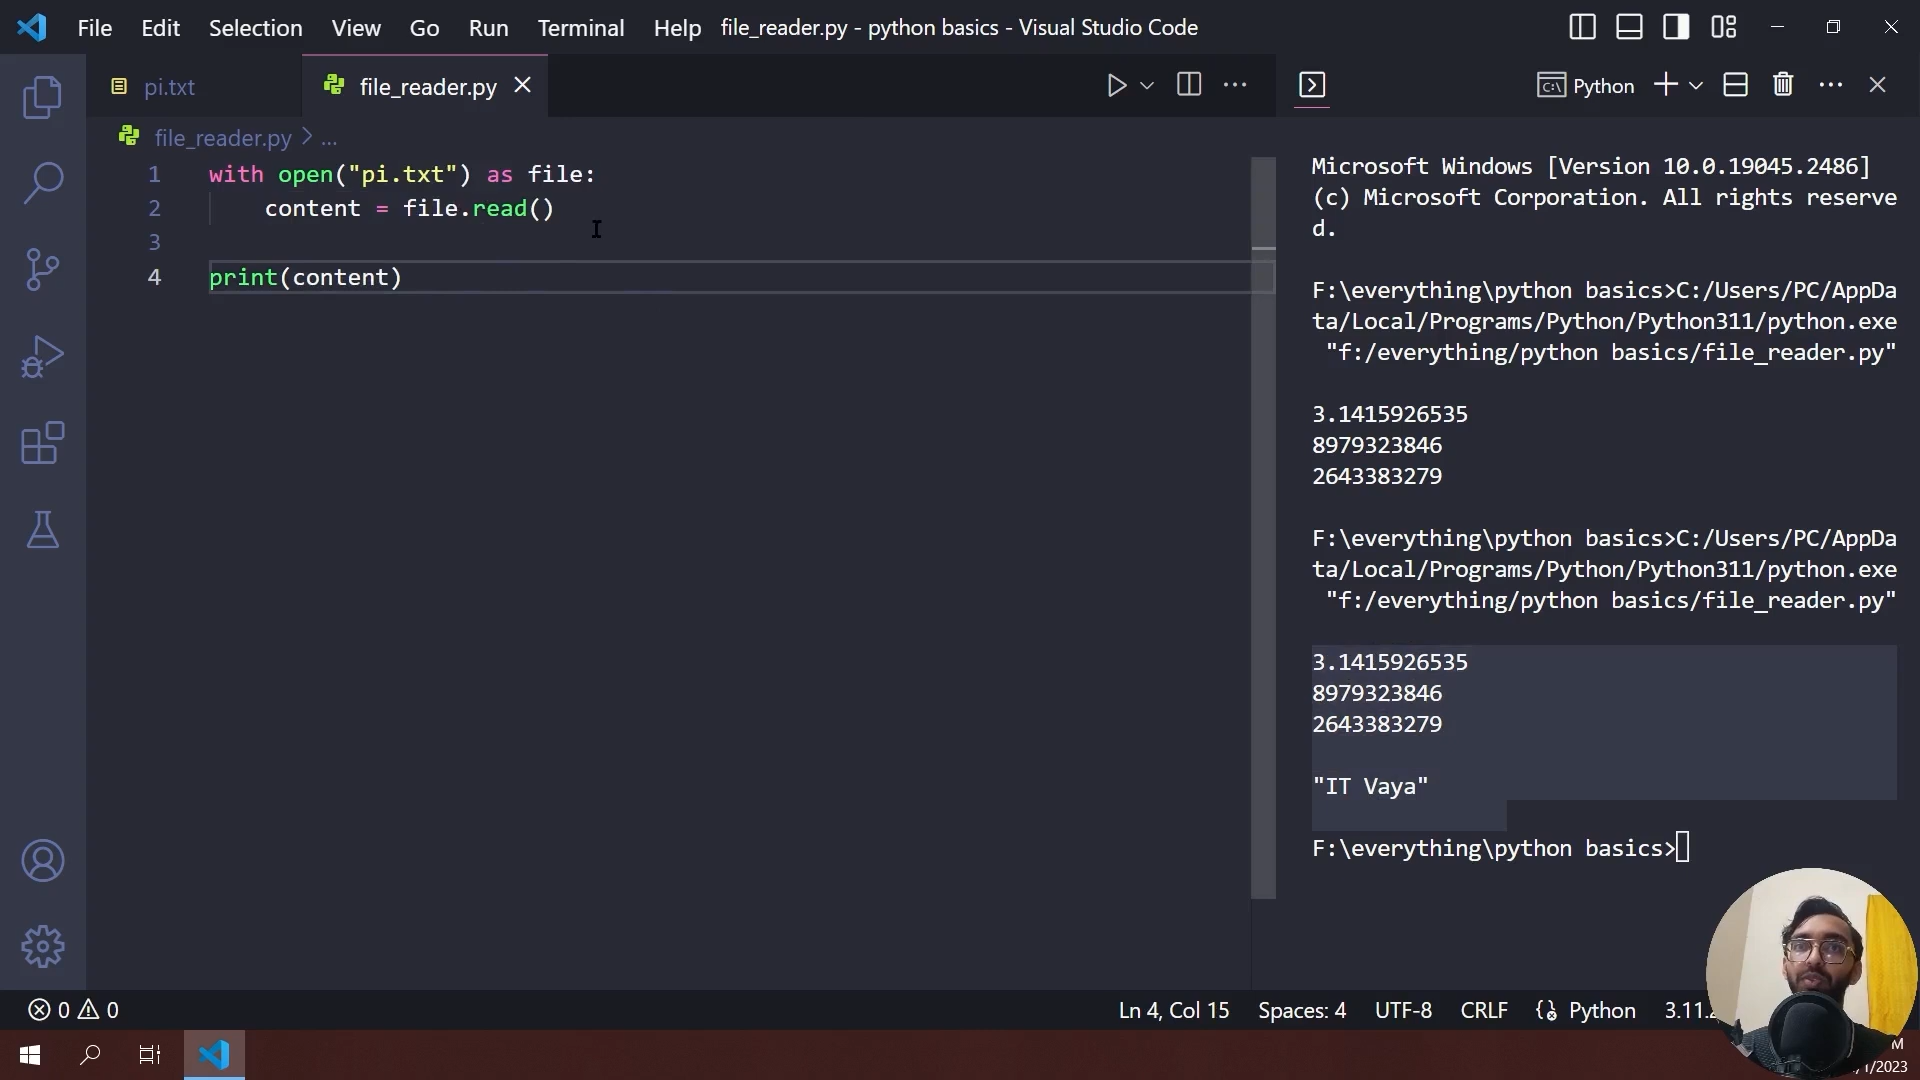 File Edit Selection View Go Run Terminal Help file_reader.py - python basics - Visual Studio Code
pi.txt file_reader.py
Python
file_reader.py > ...
1 with open("pi.txt") as file:
2 content = file.read()
3
4 print(content)
Microsoft Windows [Version 10.0.19045.2486]
(c) Microsoft Corporation. All rights reserve
d.
F:\everything\python basics>C:/Users/PC/AppDa
ta/Local/Programs/Python/Python311/python.exe
"f:/everything/python basics/file_reader.py"
3.1415926535
8979323846
2643383279
F:\everything\python basics>C:/Users/PC/AppDa
ta/Local/Programs/Python/Python311/python.exe
"f:/everything/python basics/file_reader.py"
3.1415926535
8979323846
2643383279
"IT Vaya"
F:\everything\python basics>
0 0 Ln 4, Col 15 Spaces: 4 UTF-8 CRLF Python 3.11.
M
/1/2023